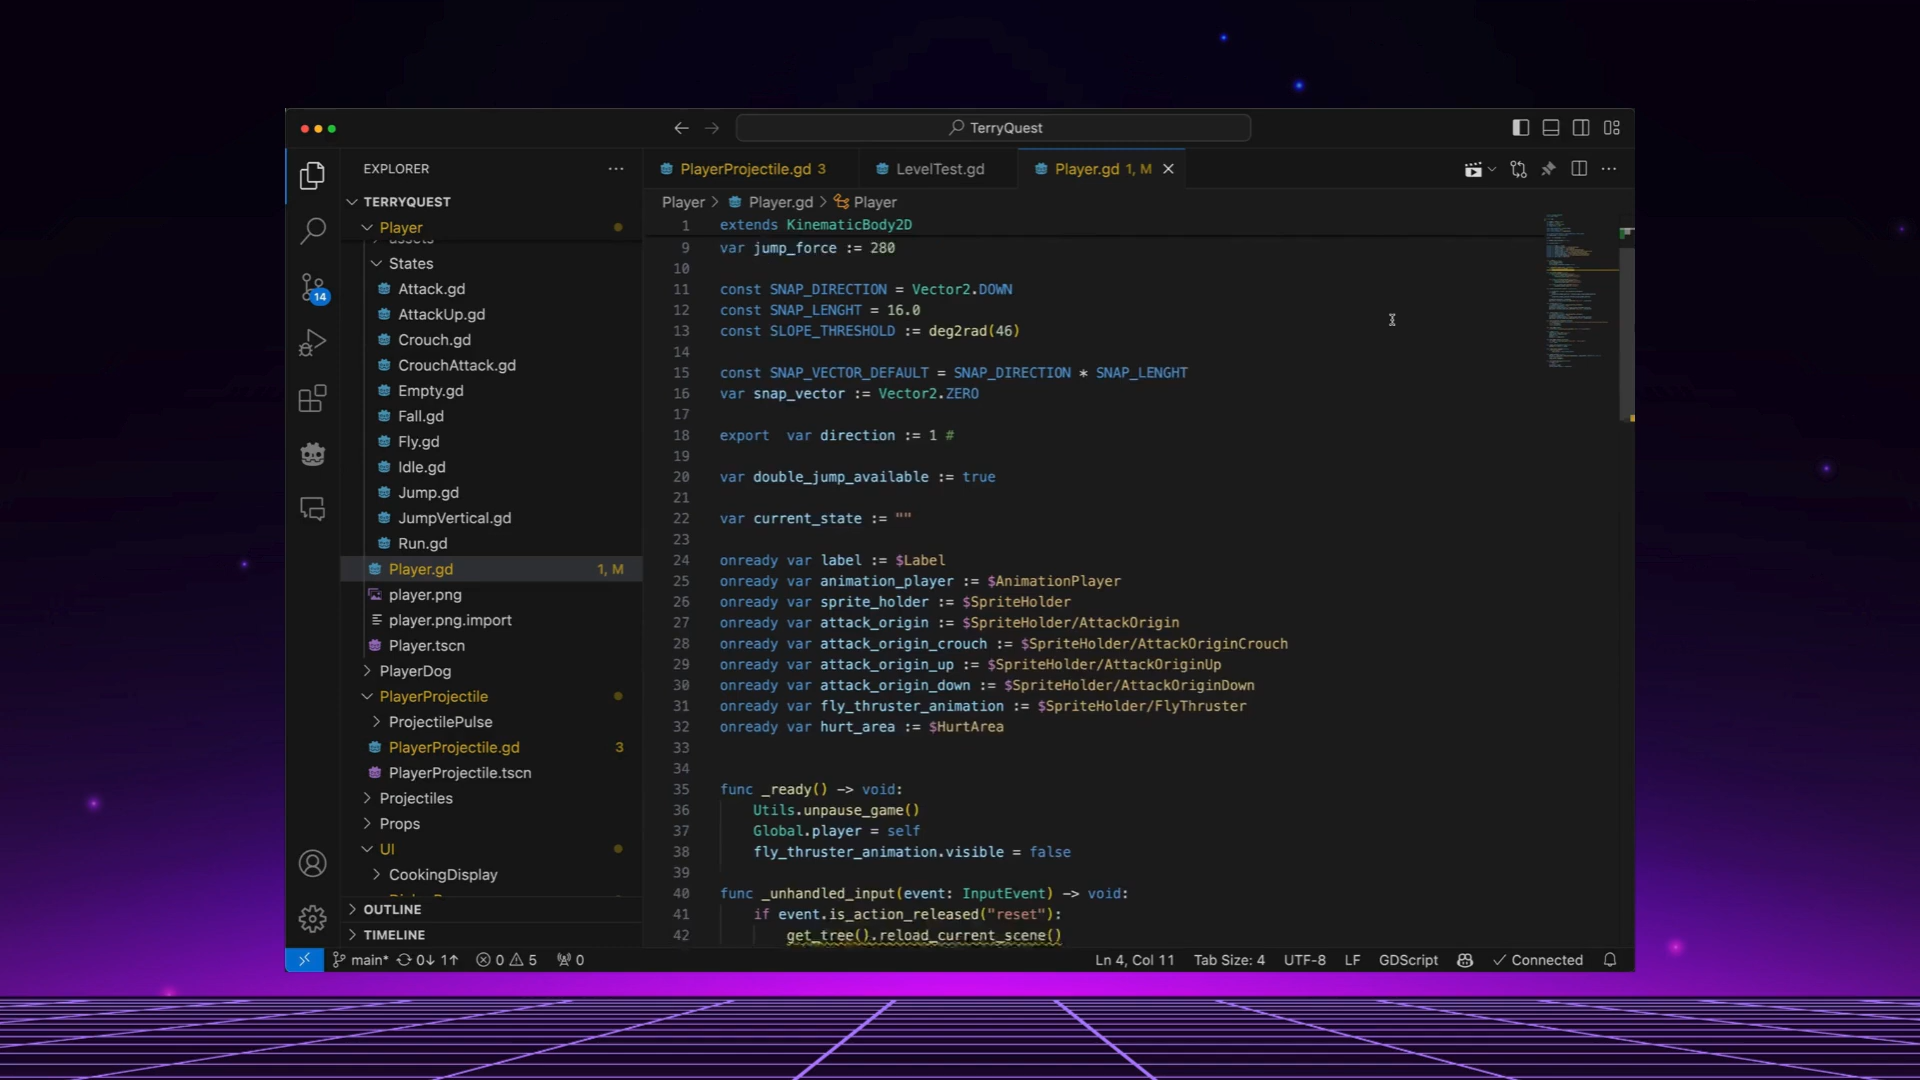 TerryQuest
EXPLORER
TERRYQUEST
Player
States
Attack.gd
AttackUp.gd
Crouch.gd
CrouchAttack.gd
Empty.gd
Fall.gd
Fly.gd
Idle.gd
Jump.gd
JumpVertical.gd
Run.gd
Player.gd 1, M
player.png
player.png.import
Player.tscn
PlayerDog
PlayerProjectile
ProjectilePulse
PlayerProjectile.gd 3
PlayerProjectile.tscn
Projectiles
Props
UI
CookingDisplay
OUTLINE
TIMELINE
14
PlayerProjectile.gd 3
LevelTest.gd
Player.gd 1, M
Player > Player.gd > Player
1 extends KinematicBody2D
9 var jump_force := 280
10
11 const SNAP_DIRECTION = Vector2.DOWN
12 const SNAP_LENGHT = 16.0
13 const SLOPE_THRESHOLD := deg2rad(46)
14
15 const SNAP_VECTOR_DEFAULT = SNAP_DIRECTION * SNAP_LENGHT
16 var snap_vector := Vector2.ZERO
17
18 export  var direction := 1 #
19
20 var double_jump_available := true
21
22 var current_state := ""
23
24 onready var label := $Label
25 onready var animation_player := $AnimationPlayer
26 onready var sprite_holder := $SpriteHolder
27 onready var attack_origin := $SpriteHolder/AttackOrigin
28 onready var attack_origin_crouch := $SpriteHolder/AttackOriginCrouch
29 onready var attack_origin_up := $SpriteHolder/AttackOriginUp
30 onready var attack_origin_down := $SpriteHolder/AttackOriginDown
31 onready var fly_thruster_animation := $SpriteHolder/FlyThruster
32 onready var hurt_area := $HurtArea
33
34
35 func _ready() -> void:
36 Utils.unpause_game()
37 Global.player = self
38 fly_thruster_animation.visible = false
39
40 func _unhandled_input(event: InputEvent) -> void:
41 if event.is_action_released("reset"):
42 get_tree().reload_current_scene()
main* 0↓ 1↑ 0 5 0
Ln 4, Col 11 Tab Size: 4 UTF-8 LF GDScript Connected